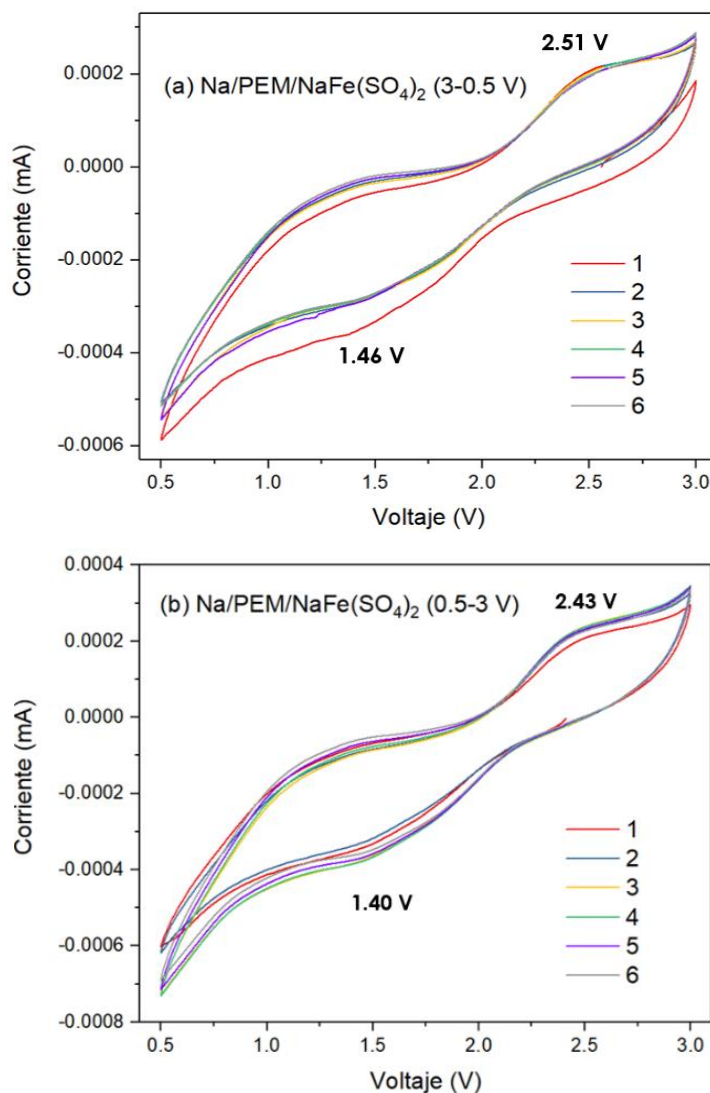 2.51 V
(a) Na/PEM/NaFe(SO₄)₂ (3-0.5 V)
0.0002
0.0000
-0.0002
-0.0004
-0.0006
Corriente (mA)
1.46 V
1
2
3
4
5
6
0.5 1.0 1.5 2.0 2.5 3.0
Voltaje (V)
0.0004
(b) Na/PEM/NaFe(SO₄)₂ (0.5-3 V)
2.43 V
0.0002
0.0000
-0.0002
-0.0004
-0.0006
-0.0008
Corriente (mA)
1.40 V
1
2
3
4
5
6
0.5 1.0 1.5 2.0 2.5 3.0
Voltaje (V)